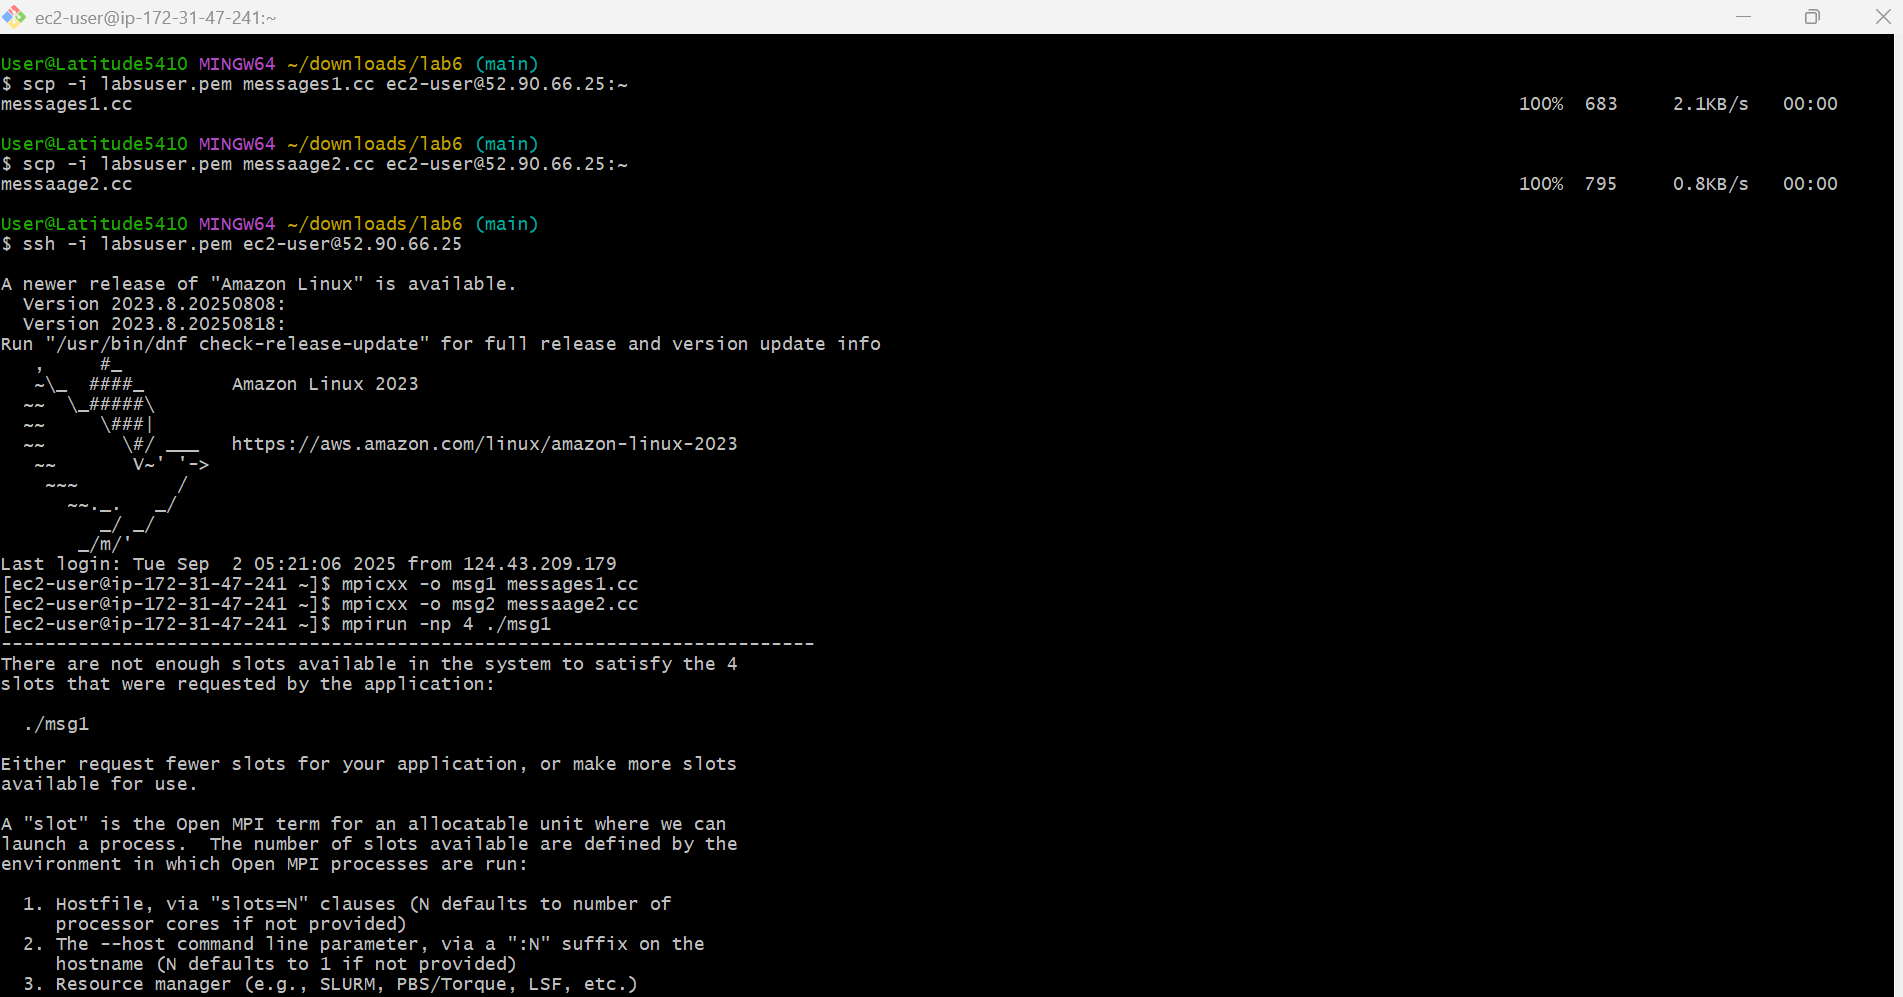 ec2-user@ip-172-31-47-241:~
User@Latitude5410 MINGW64 ~/downloads/lab6 (main)
$ scp -i labsuser.pem messages1.cc ec2-user@52.90.66.25:~
messages1.cc 100% 683 2.1KB/s 00:00
User@Latitude5410 MINGW64 ~/downloads/lab6 (main)
$ scp -i labsuser.pem messaage2.cc ec2-user@52.90.66.25:~
messaage2.cc 100% 795 0.8KB/s 00:00
User@Latitude5410 MINGW64 ~/downloads/lab6 (main)
$ ssh -i labsuser.pem ec2-user@52.90.66.25
A newer release of "Amazon Linux" is available.
  Version 2023.8.20250808:
  Version 2023.8.20250818:
Run "/usr/bin/dnf check-release-update" for full release and version update info
   ,     #_
   ~\_  ####_        Amazon Linux 2023
  ~~  \_#####\
  ~~     \###|
  ~~       \#/ ___   https://aws.amazon.com/linux/amazon-linux-2023
   ~~       V~' '->
    ~~~         /
      ~~._.   _/
         _/ _/
       _/m/'
Last login: Tue Sep  2 05:21:06 2025 from 124.43.209.179
[ec2-user@ip-172-31-47-241 ~]$ mpicxx -o msg1 messages1.cc
[ec2-user@ip-172-31-47-241 ~]$ mpicxx -o msg2 messaage2.cc
[ec2-user@ip-172-31-47-241 ~]$ mpirun -np 4 ./msg1
--------------------------------------------------------------------------
There are not enough slots available in the system to satisfy the 4
slots that were requested by the application:
  ./msg1
Either request fewer slots for your application, or make more slots
available for use.
A "slot" is the Open MPI term for an allocatable unit where we can
launch a process.  The number of slots available are defined by the
environment in which Open MPI processes are run:
  1. Hostfile, via "slots=N" clauses (N defaults to number of
     processor cores if not provided)
  2. The --host command line parameter, via a ":N" suffix on the
     hostname (N defaults to 1 if not provided)
  3. Resource manager (e.g., SLURM, PBS/Torque, LSF, etc.)